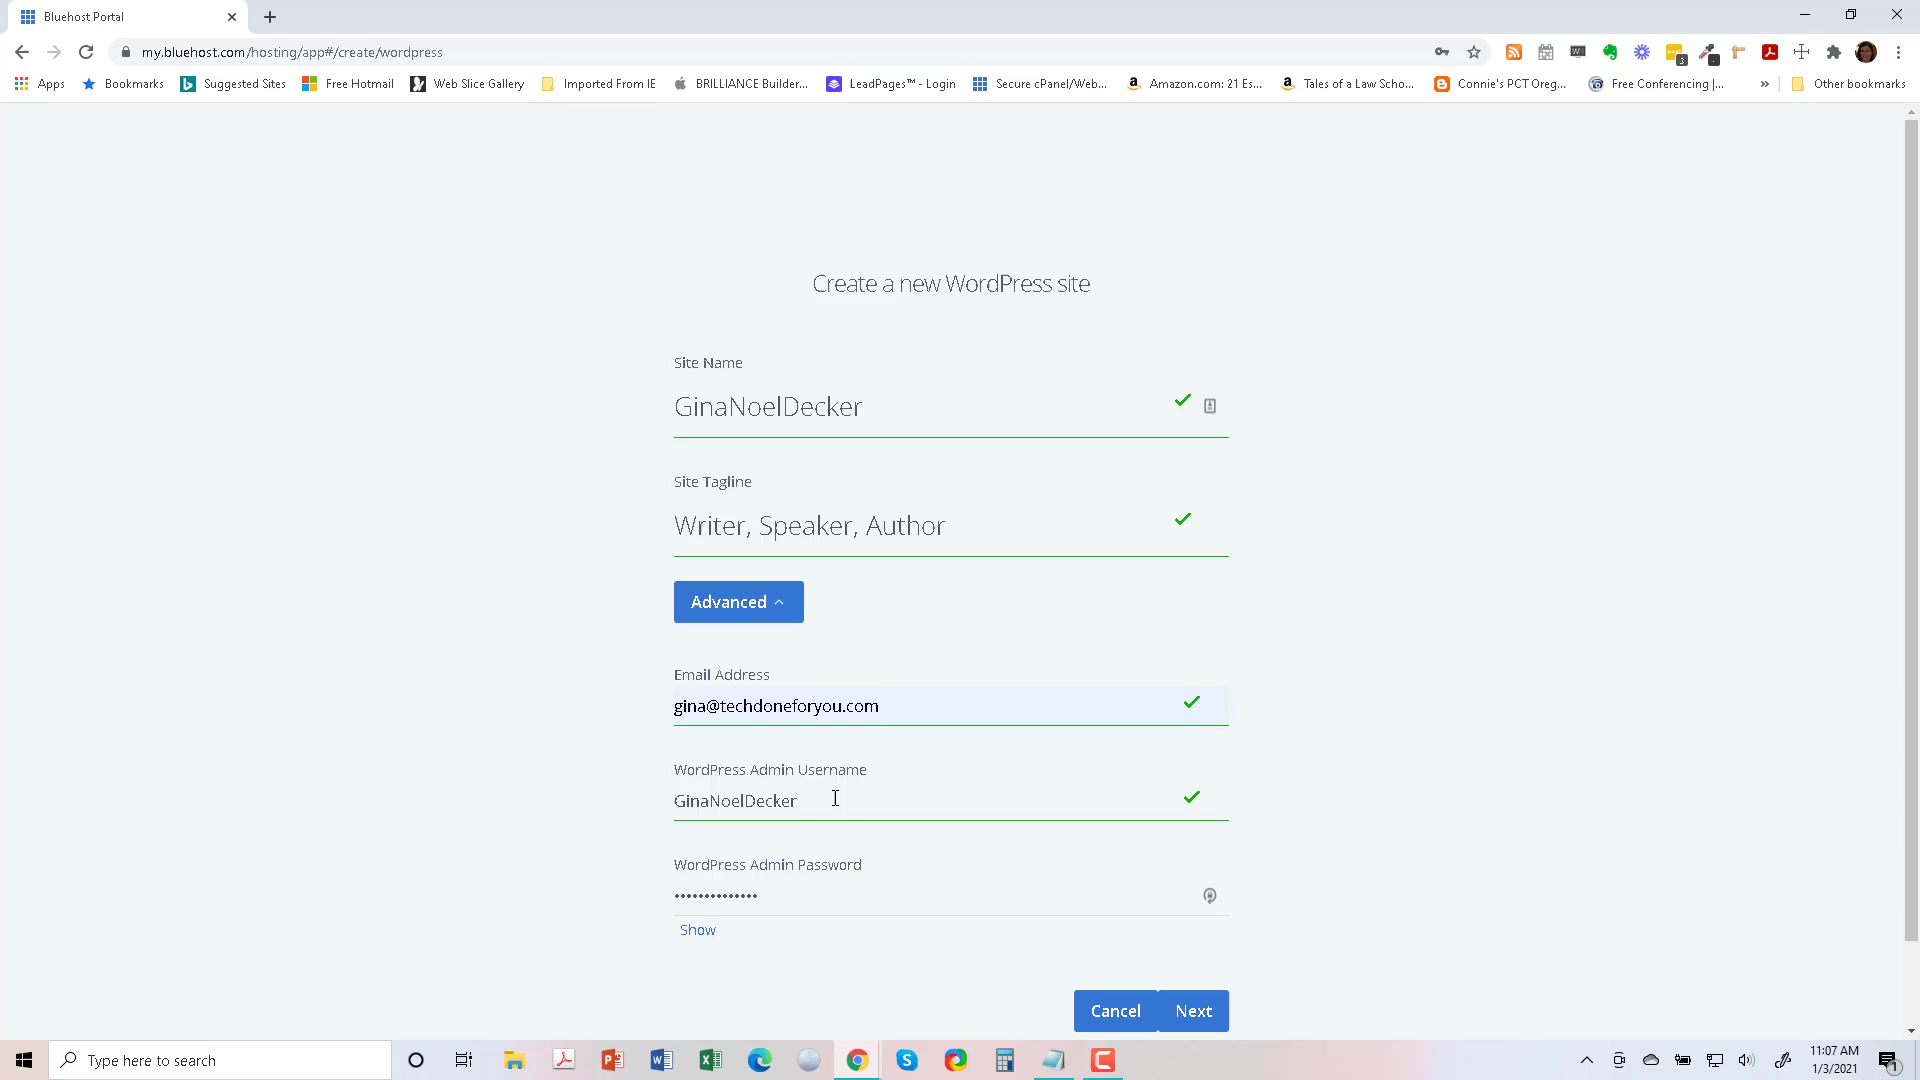 Bluehost Portal
my.bluehost.com/hosting/app#/create/wordpress
3
Apps
Bookmarks
Suggested Sites
Free Hotmail
Web Slice Gallery
Imported From IE
BRILLIANCE Builder...
LeadPages™ - Login
Secure cPanel/Web...
Amazon.com: 21 Es...
Tales of a Law Scho...
Connie's PCT Oreg...
Free Conferencing |...
»
Other bookmarks
Create a new WordPress site
Site Name
GinaNoelDecker
Site Tagline
Writer, Speaker, Author
Advanced
Email Address
gina@techdoneforyou.com
WordPress Admin Username
GinaNoelDecker
WordPress Admin Password
••••••••••••••
Show
Cancel
Next
Type here to search
11:07 AM
1/3/2021
1